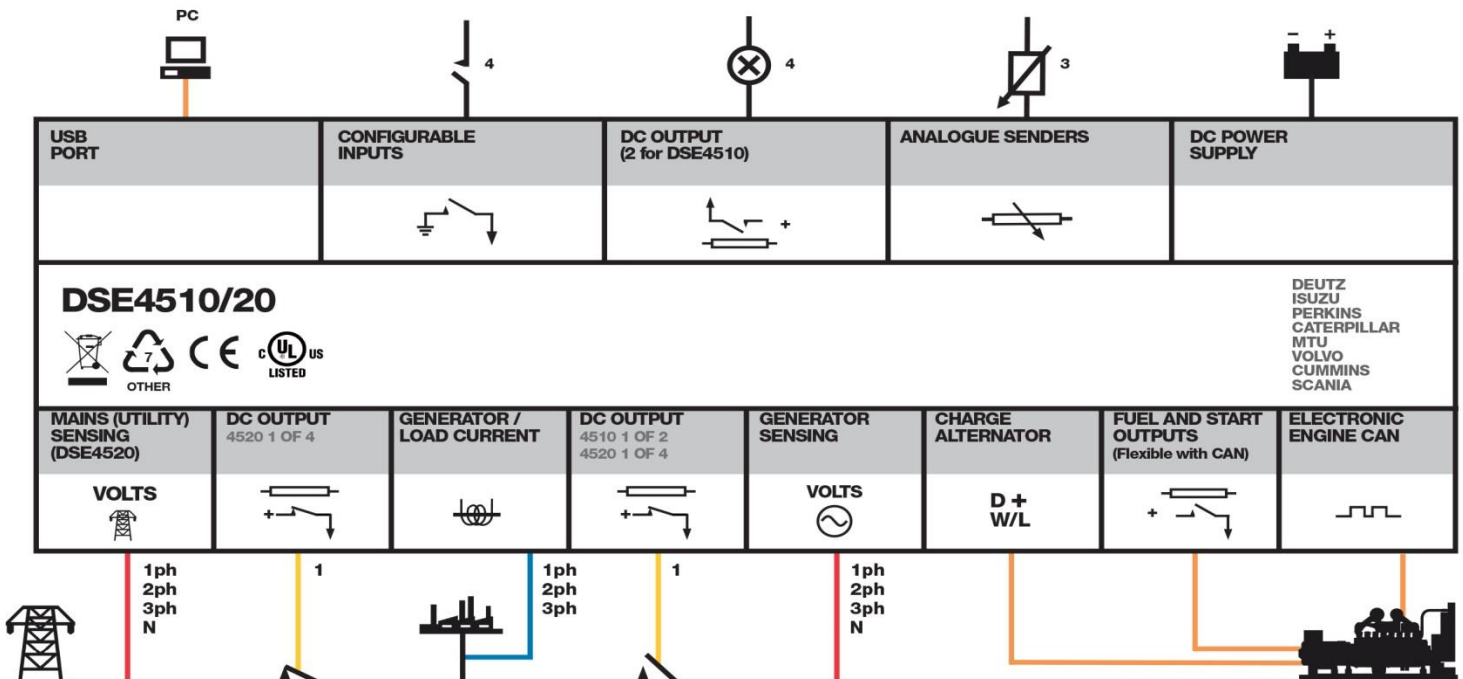 PC
4
4
3
- +
USB
PORT
CONFIGURABLE
INPUTS
DC OUTPUT
(2 for DSE4510)
ANALOGUE SENDERS
DC POWER
SUPPLY
+
DSE4510/20
7
OTHER
CE
C UL US
LISTED
DEUTZ
ISUZU
PERKINS
CATERPILLAR
MTU
VOLVO
CUMMINS
SCANIA
MAINS (UTILITY)
SENSING
(DSE4520)
VOLTS
DC OUTPUT
4520 1 OF 4
+
GENERATOR /
LOAD CURRENT
DC OUTPUT
4510 1 OF 2
4520 1 OF 4
+
GENERATOR
SENSING
VOLTS
CHARGE
ALTERNATOR
D +
W/L
FUEL AND START
OUTPUTS
(Flexible with CAN)
+
ELECTRONIC
ENGINE CAN
1ph
2ph
3ph
N
1
1ph
2ph
3ph
1
1ph
2ph
3ph
N